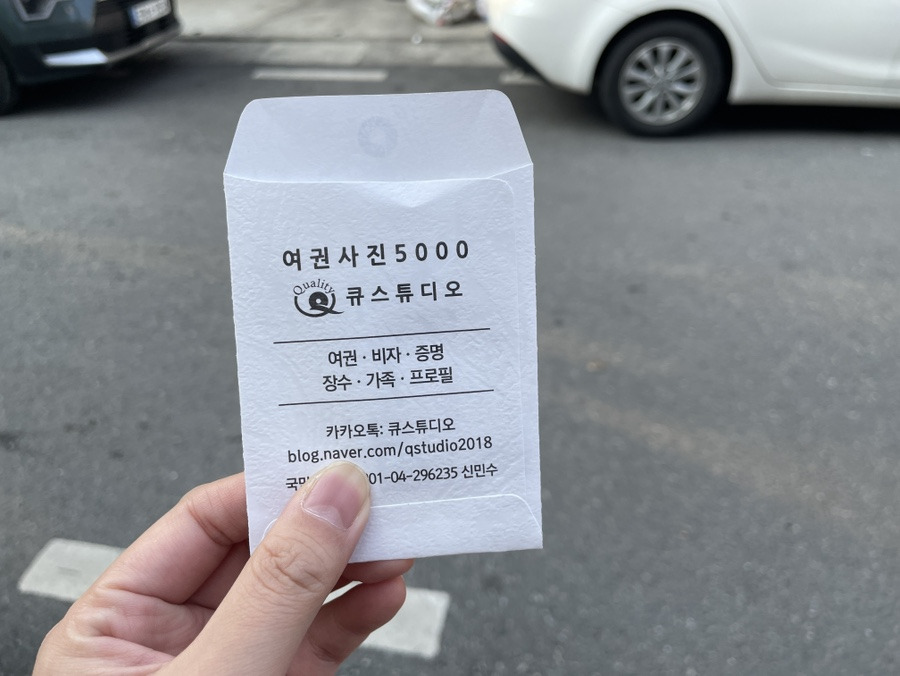 여권사진5000
Quality
큐스튜디오
여권·비자·증명
장수·가족·프로필
카카오톡: 큐스튜디오
blog.naver.com/qstudio2018
01-04-296235 신민수